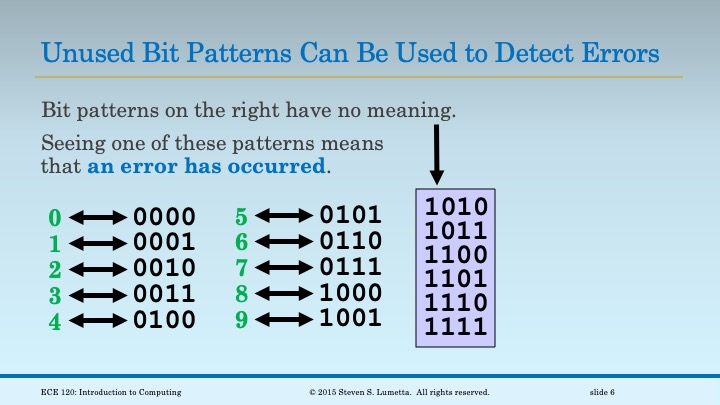 Unused Bit Patterns Can Be Used to Detect Errors
Bit patterns on the right have no meaning.
Seeing one of these patterns means
that an error has occurred.
0 0000
1 0001
2 0010
3 0011
4 0100
5 0101
6 0110
7 0111
8 1000
9 1001
1010
1011
1100
1101
1110
1111
ECE 120: Introduction to Computing
© 2015 Steven S. Lumetta. All rights reserved.
slide 6